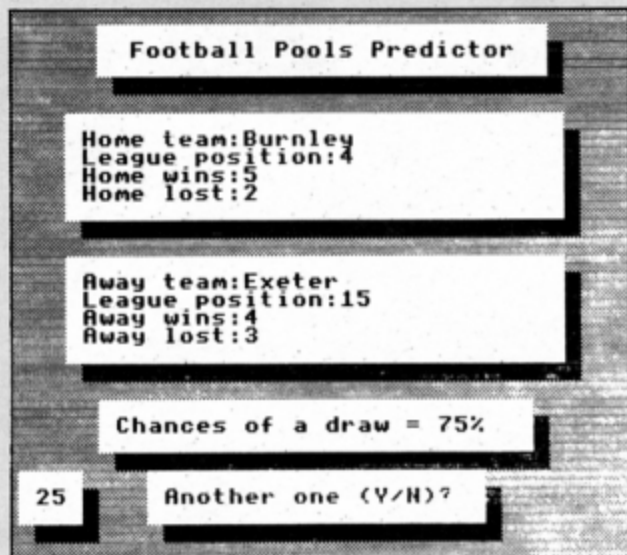 Football Pools Predictor
Home team:Burnley
League position:4
Home wins:5
Home lost:2
Away team:Exeter
League position:15
Away wins:4
Away lost:3
Chances of a draw = 75%
25
Another one (Y/N)?